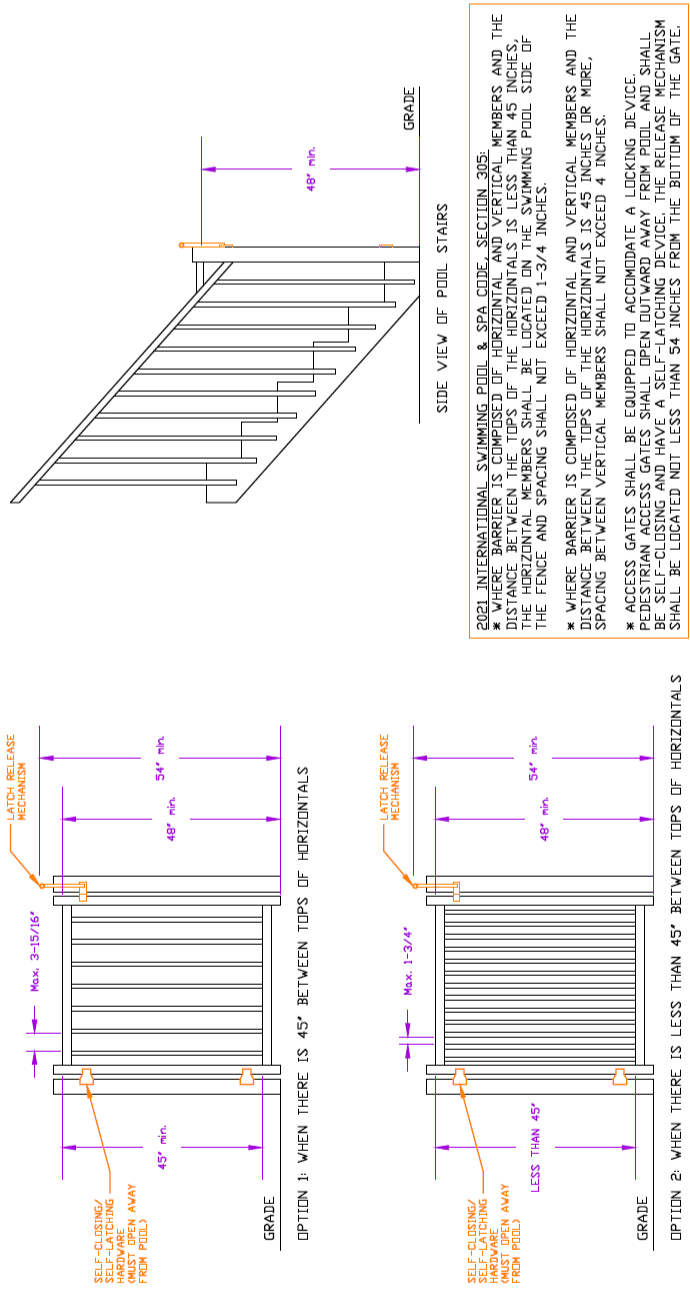 SELF-CLOSING/
SELF-LATCHING
HARDWARE
(MUST OPEN AWAY
FROM POOL)
LATCH RELEASE
MECHANISM
Max. 3-15/16"
45" min.
48" min.
54" min.
GRADE
OPTION 1: WHEN THERE IS 45" BETWEEN TOPS OF HORIZONTALS
SELF-CLOSING/
SELF-LATCHING
HARDWARE
(MUST OPEN AWAY
FROM POOL)
LATCH RELEASE
MECHANISM
Max. 1-3/4"
LESS THAN 45"
48" min.
54" min.
GRADE
OPTION 2: WHEN THERE IS LESS THAN 45" BETWEEN TOPS OF HORIZONTALS
48" min.
GRADE
SIDE VIEW OF POOL STAIRS
2021 INTERNATIONAL SWIMMING POOL & SPA CODE, SECTION 305:
* WHERE BARRIER IS COMPOSED OF HORIZONTAL AND VERTICAL MEMBERS AND THE
DISTANCE BETWEEN THE TOPS OF THE HORIZONTALS IS LESS THAN 45 INCHES,
THE HORIZONTAL MEMBERS SHALL BE LOCATED ON THE SWIMMING POOL SIDE OF
THE FENCE AND SPACING SHALL NOT EXCEED 1-3/4 INCHES.
* WHERE BARRIER IS COMPOSED OF HORIZONTAL AND VERTICAL MEMBERS AND THE
DISTANCE BETWEEN THE TOPS OF THE HORIZONTALS IS 45 INCHES OR MORE,
SPACING BETWEEN VERTICAL MEMBERS SHALL NOT EXCEED 4 INCHES.
* ACCESS GATES SHALL BE EQUIPPED TO ACCOMODATE A LOCKING DEVICE.
PEDESTRIAN ACCESS GATES SHALL OPEN OUTWARD AWAY FROM POOL AND SHALL
BE SELF-CLOSING AND HAVE A SELF-LATCHING DEVICE. THE RELEASE MECHANISM
SHALL BE LOCATED NOT LESS THAN 54 INCHES FROM THE BOTTOM OF THE GATE.